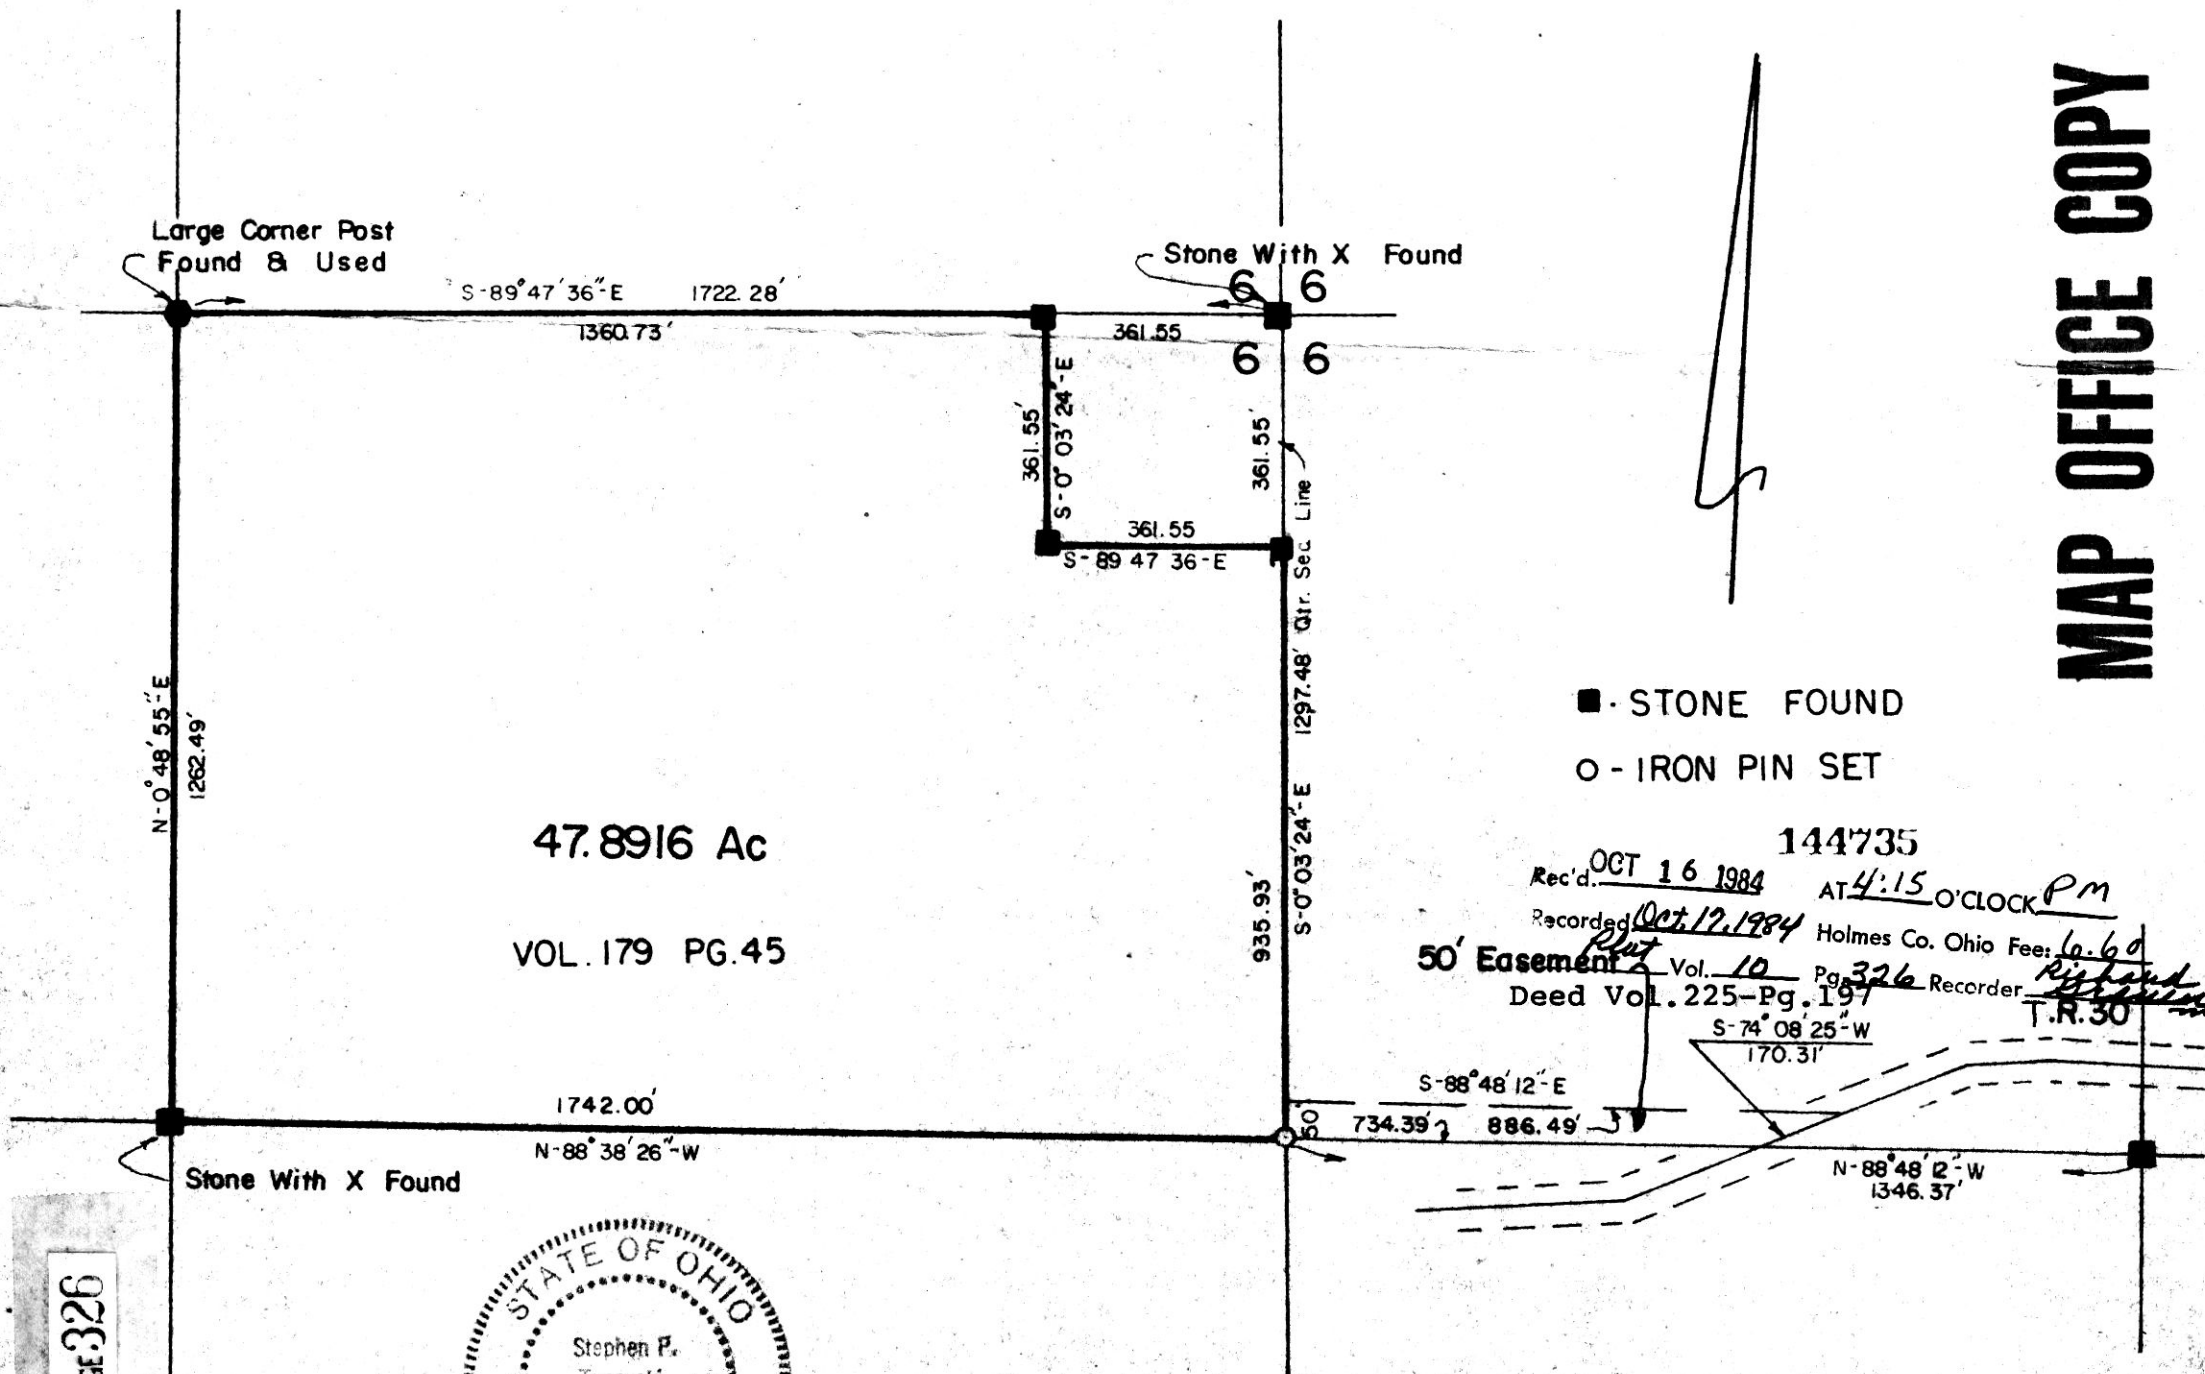 MAP OFFICE COPY
Large Corner Post
Found & Used
Stone With X Found
S-89°47'36"-E 1722.28'
1360.73'
361.55
6 6
6 6
361.55'
S-0°03'24"-E
361.55'
361.55
S-89 47 36-E
1297.48' Qtr. Sec. Line
S-0°03'24"-E
935.93'
N-0°48'55"-E
1262.49'
47.8916 Ac
VOL. 179 PG. 45
■ - STONE FOUND
O - IRON PIN SET
144735
Rec'd. OCT 16 1984 AT 4:15 O'CLOCK PM
Recorded Oct. 17, 1984 Holmes Co. Ohio Fee: 6.60
Plat Vol. 10 Pg. 326 Recorder Richard
50' Easement
Deed Vol.225-Pg.197
T.R.30
S-74°08'25"-W
170.31'
S-88°48'12"-E
734.39' 886.49'
50'
N-88°48'12"-W
1346.37'
1742.00'
N-88°38'26"-W
Stone With X Found
STATE OF OHIO
Stephen P.
326